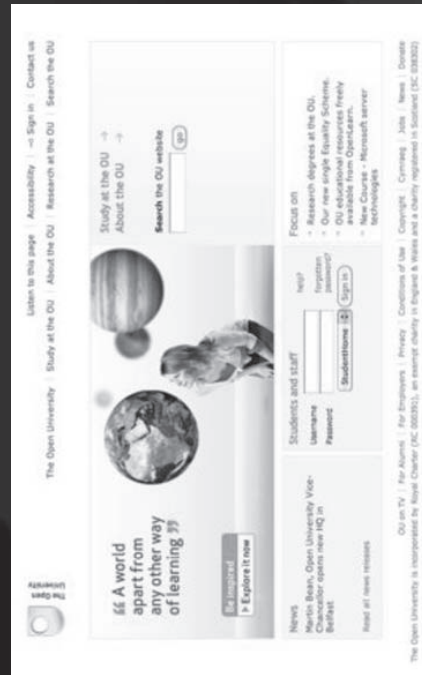 The Open
University
Listen to this page | Accessibility | Sign in | Contact us
The Open University | Study at the OU | About the OU | Research at the OU | Search the OU
“ A world
apart from
any other way
of learning ”
Be inspired
Explore it now
Study at the OU →
About the OU →
Search the OU website
go
News
Martin Bean, Open University Vice-
Chancellor opens new HQ in
Belfast
Read all news releases
Students and staff
Username
help?
Password
forgotten
password?
StudentHome
Sign in
Focus on
→ Research degrees at the OU.
→ Our new single Equality Scheme.
→ OU educational resources freely
available from OpenLearn.
→ New Course - Microsoft server
technologies
OU on TV | For Alumni | For Employers | Privacy | Conditions of Use | Copyright | Cymraeg | Jobs | News | Donate
The Open University is incorporated by Royal Charter (RC 000391), an exempt charity in England & Wales and a charity registered in Scotland (SC 038302)